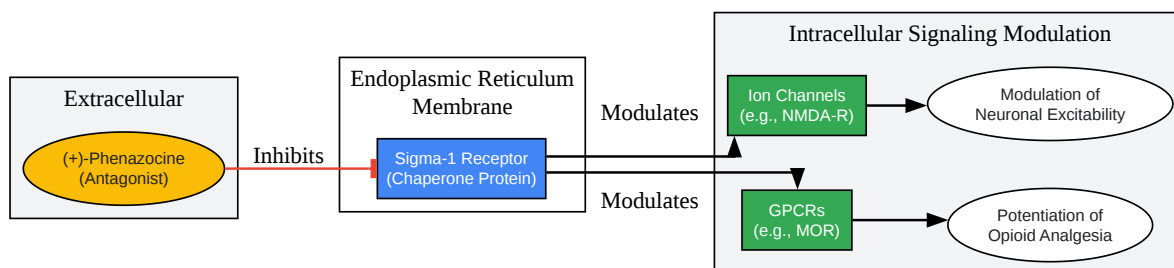 Extracellular
(+)-Phenazocine
(Antagonist)
Inhibits
Endoplasmic Reticulum
Membrane
Sigma-1 Receptor
(Chaperone Protein)
Modulates
Modulates
Intracellular Signaling Modulation
Ion Channels
(e.g., NMDA-R)
Modulation of
Neuronal Excitability
GPCRs
(e.g., MOR)
Potentiation of
Opioid Analgesia